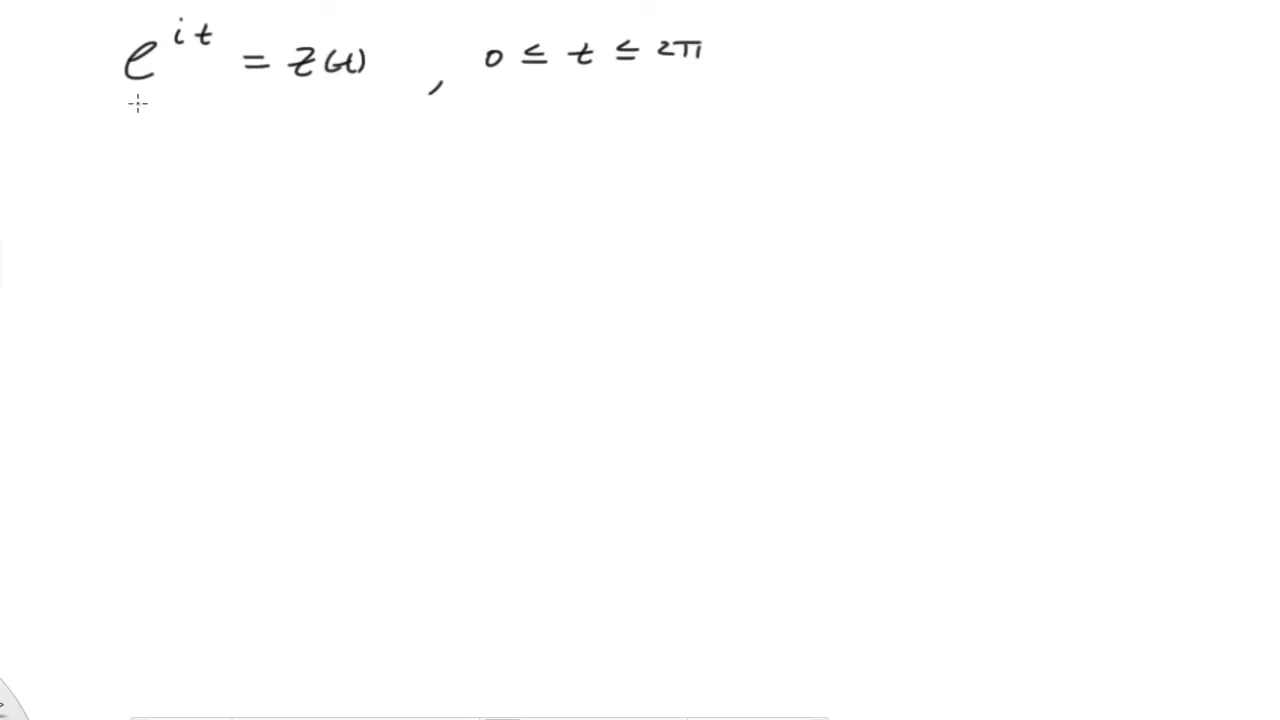 e^{it} = z(t) , 0 ≤ t ≤ 2π